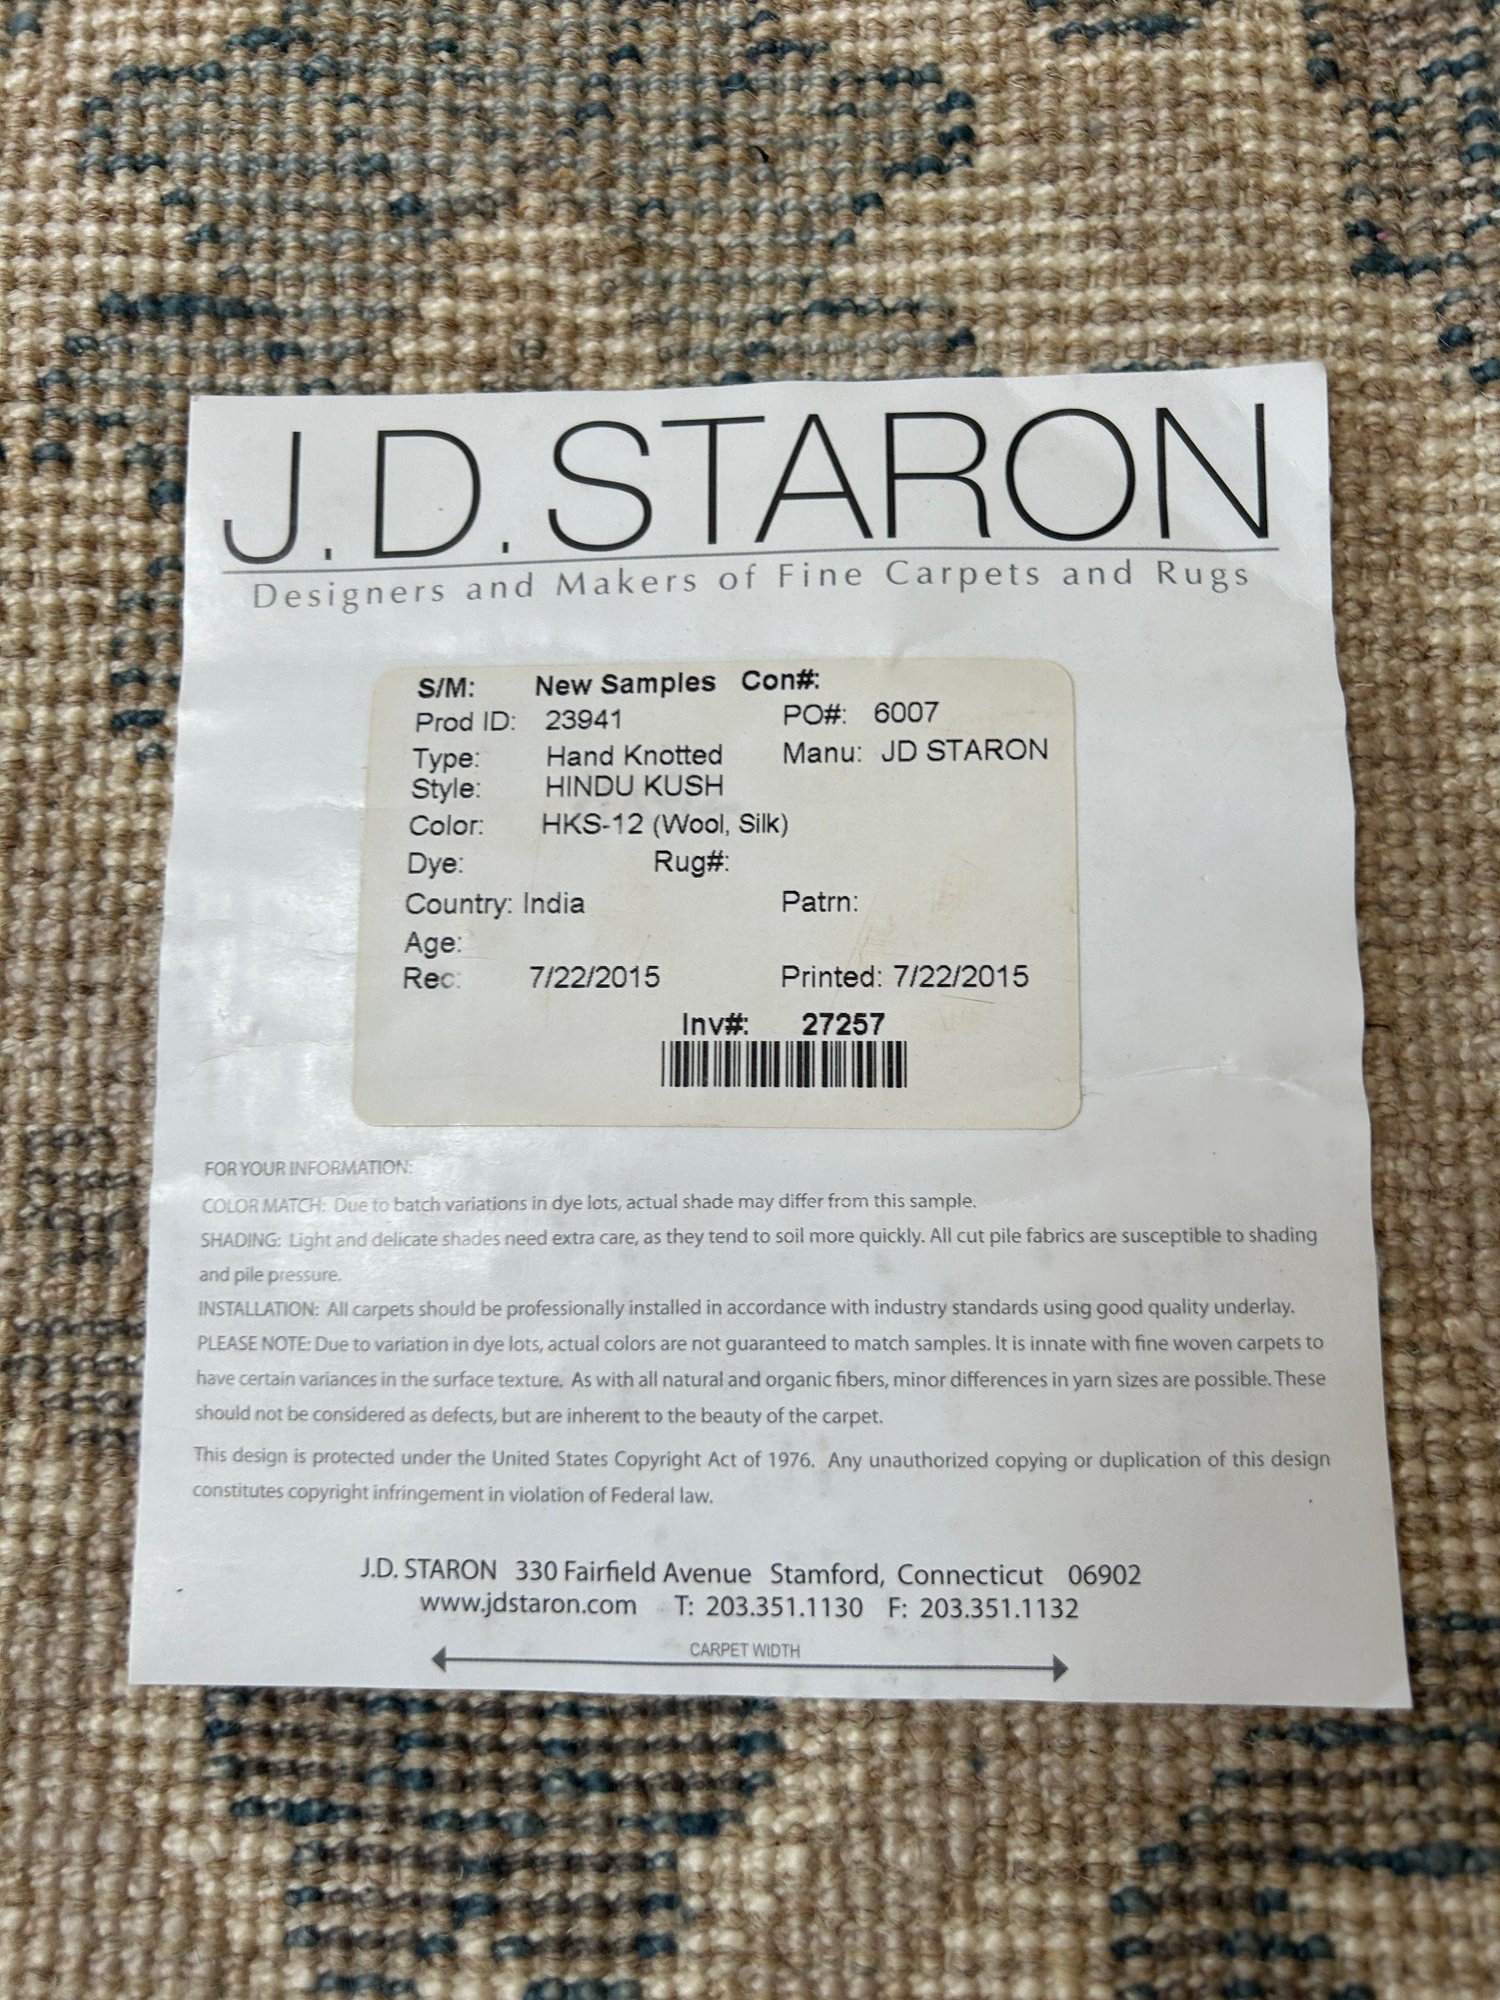 J.D.STARON
Designers and Makers of Fine Carpets and Rugs
S/M: New Samples Con#:
Prod ID: 23941 PO#: 6007
Type: Hand Knotted Manu: JD STARON
Style: HINDU KUSH
Color: HKS-12 (Wool, Silk)
Dye: Rug#:
Country: India Patrn:
Age:
Rec: 7/22/2015 Printed: 7/22/2015
Inv#: 27257
FOR YOUR INFORMATION:
COLOR MATCH: Due to batch variations in dye lots, actual shade may differ from this sample.
SHADING: Light and delicate shades need extra care, as they tend to soil more quickly. All cut pile fabrics are susceptible to shading
and pile pressure.
INSTALLATION: All carpets should be professionally installed in accordance with industry standards using good quality underlay.
PLEASE NOTE: Due to variation in dye lots, actual colors are not guaranteed to match samples. It is innate with fine woven carpets to
have certain variances in the surface texture. As with all natural and organic fibers, minor differences in yarn sizes are possible. These
should not be considered as defects, but are inherent to the beauty of the carpet.
This design is protected under the United States Copyright Act of 1976. Any unauthorized copying or duplication of this design
constitutes copyright infringement in violation of Federal law.
J.D. STARON 330 Fairfield Avenue Stamford, Connecticut 06902
www.jdstaron.com T: 203.351.1130 F: 203.351.1132
CARPET WIDTH